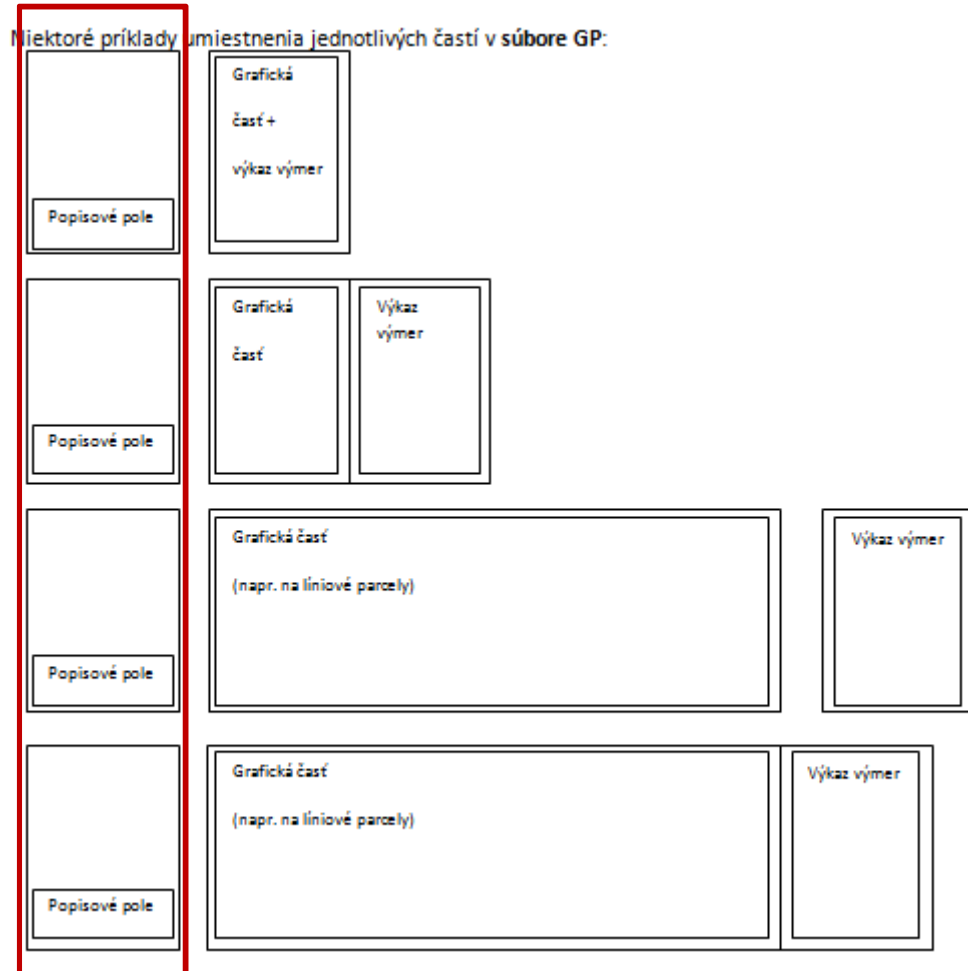 Niektoré príklady umiestnenia jednotlivých častí v súbore GP:
Grafická
časť +
výkaz výmer
Popisové pole
Grafická
časť
Výkaz
výmer
Popisové pole
Grafická časť
(napr. na líniové parcely)
Výkaz výmer
Popisové pole
Grafická časť
(napr. na líniové parcely)
Výkaz výmer
Popisové pole